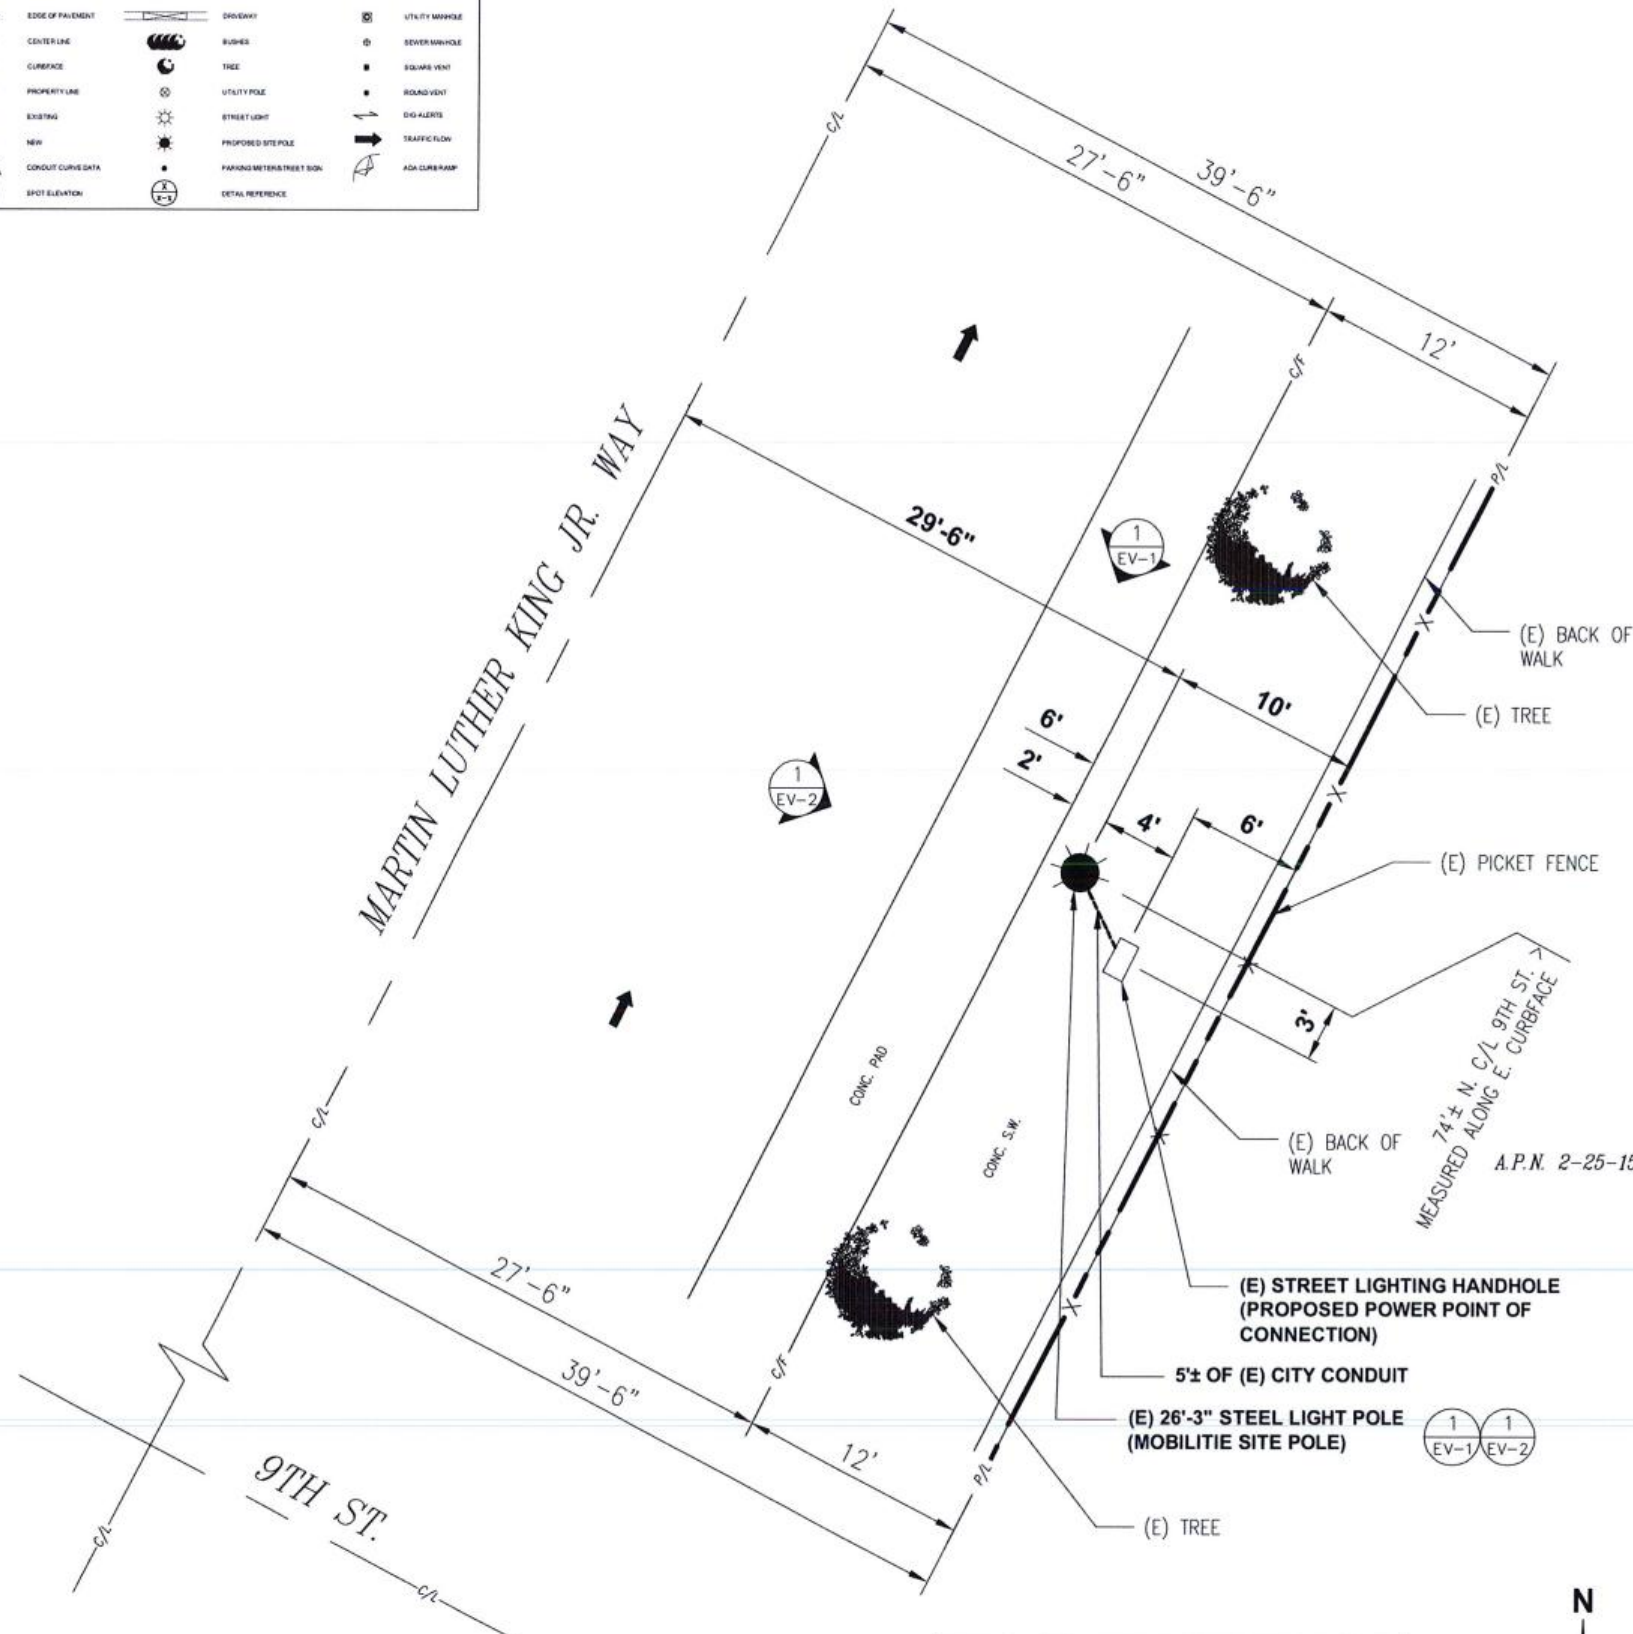 EDGE OF PAVEMENT
DRIVEWAY
UTILITY MANHOLE
CENTER LINE
BUSHES
SEWER MANHOLE
CURBFACE
TREE
SQUARE VENT
PROPERTY LINE
UTILITY POLE
ROUND VENT
EXISTING
STREET LIGHT
DIG-ALERTS
NEW
PROPOSED SITE POLE
TRAFFIC FLOW
CONDUIT CURVE DATA
PARKING METER/STREET SIGN
ADA CURB RAMP
SPOT ELEVATION
X
X-X
DETAIL REFERENCE
C/L
27'-6"
39'-6"
12'
C/F
P/L
MARTIN LUTHER KING JR. WAY
29'-6"
1
EV-1
X
(E) BACK OF
WALK
(E) TREE
10'
6'
2'
1
EV-2
X
4'
6'
(E) PICKET FENCE
X
3'
74'± N. C/L 9TH ST.
MEASURED ALONG E. CURBFACE
CONC. PAD
CONC. S.W.
C/L
X
(E) BACK OF
WALK
A.P.N. 2-25-15
27'-6"
39'-6"
12'
X
(E) STREET LIGHTING HANDHOLE
(PROPOSED POWER POINT OF
CONNECTION)
5'± OF (E) CITY CONDUIT
(E) 26'-3" STEEL LIGHT POLE
(MOBILITIE SITE POLE)
1
EV-1
1
EV-2
C/F
P/L
9TH ST.
(E) TREE
C/L
C/L
N